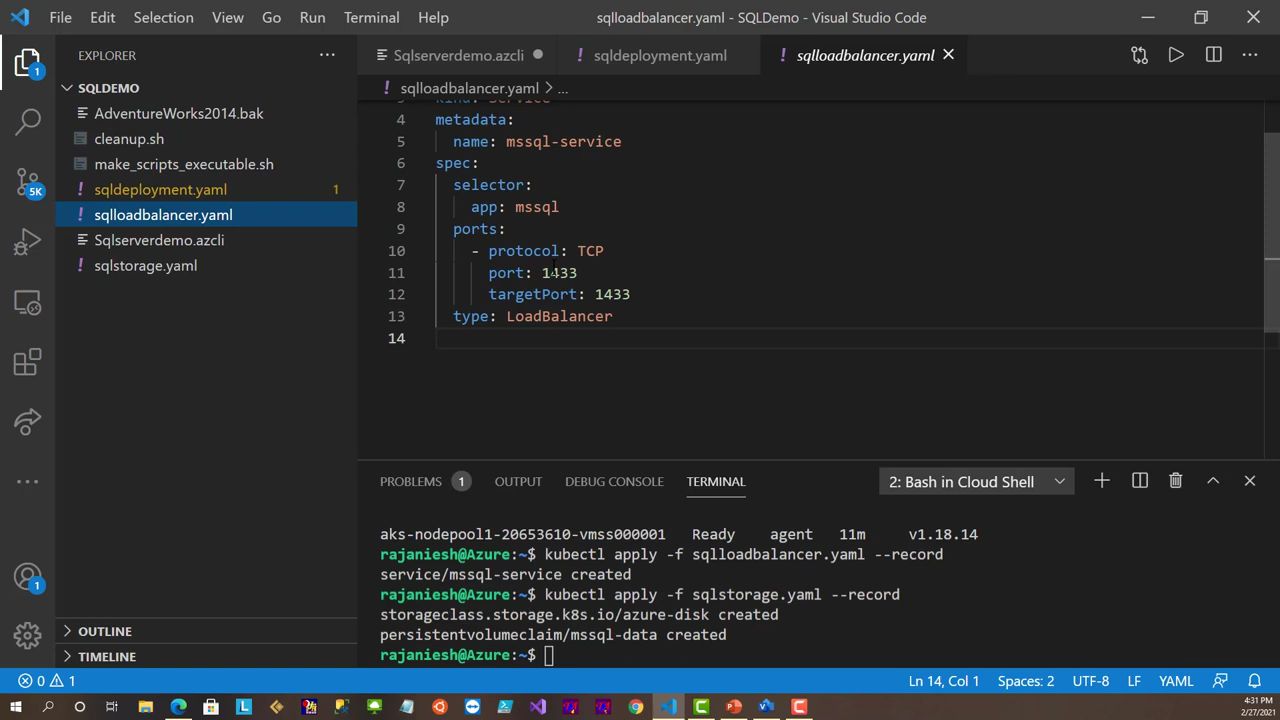 File Edit Selection View Go Run Terminal Help
sqlloadbalancer.yaml - SQLDemo - Visual Studio Code
EXPLORER
Sqlserverdemo.azcli
! sqldeployment.yaml
! sqlloadbalancer.yaml
1
SQLDEMO
AdventureWorks2014.bak
cleanup.sh
make_scripts_executable.sh
! sqldeployment.yaml 1
! sqlloadbalancer.yaml
Sqlserverdemo.azcli
! sqlstorage.yaml
5K
1
OUTLINE
TIMELINE
! sqlloadbalancer.yaml > ...
3 kind: Service
4 metadata:
5 name: mssql-service
6 spec:
7 selector:
8 app: mssql
9 ports:
10 - protocol: TCP
11 port: 1433
12 targetPort: 1433
13 type: LoadBalancer
14
PROBLEMS 1 OUTPUT DEBUG CONSOLE TERMINAL
2: Bash in Cloud Shell
aks-nodepool1-20653610-vmss000001 Ready agent 11m v1.18.14
rajaniesh@Azure:~$ kubectl apply -f sqlloadbalancer.yaml --record
service/mssql-service created
rajaniesh@Azure:~$ kubectl apply -f sqlstorage.yaml --record
storageclass.storage.k8s.io/azure-disk created
persistentvolumeclaim/mssql-data created
rajaniesh@Azure:~$
0 1
Ln 14, Col 1 Spaces: 2 UTF-8 LF YAML
4:31 PM
2/27/2021